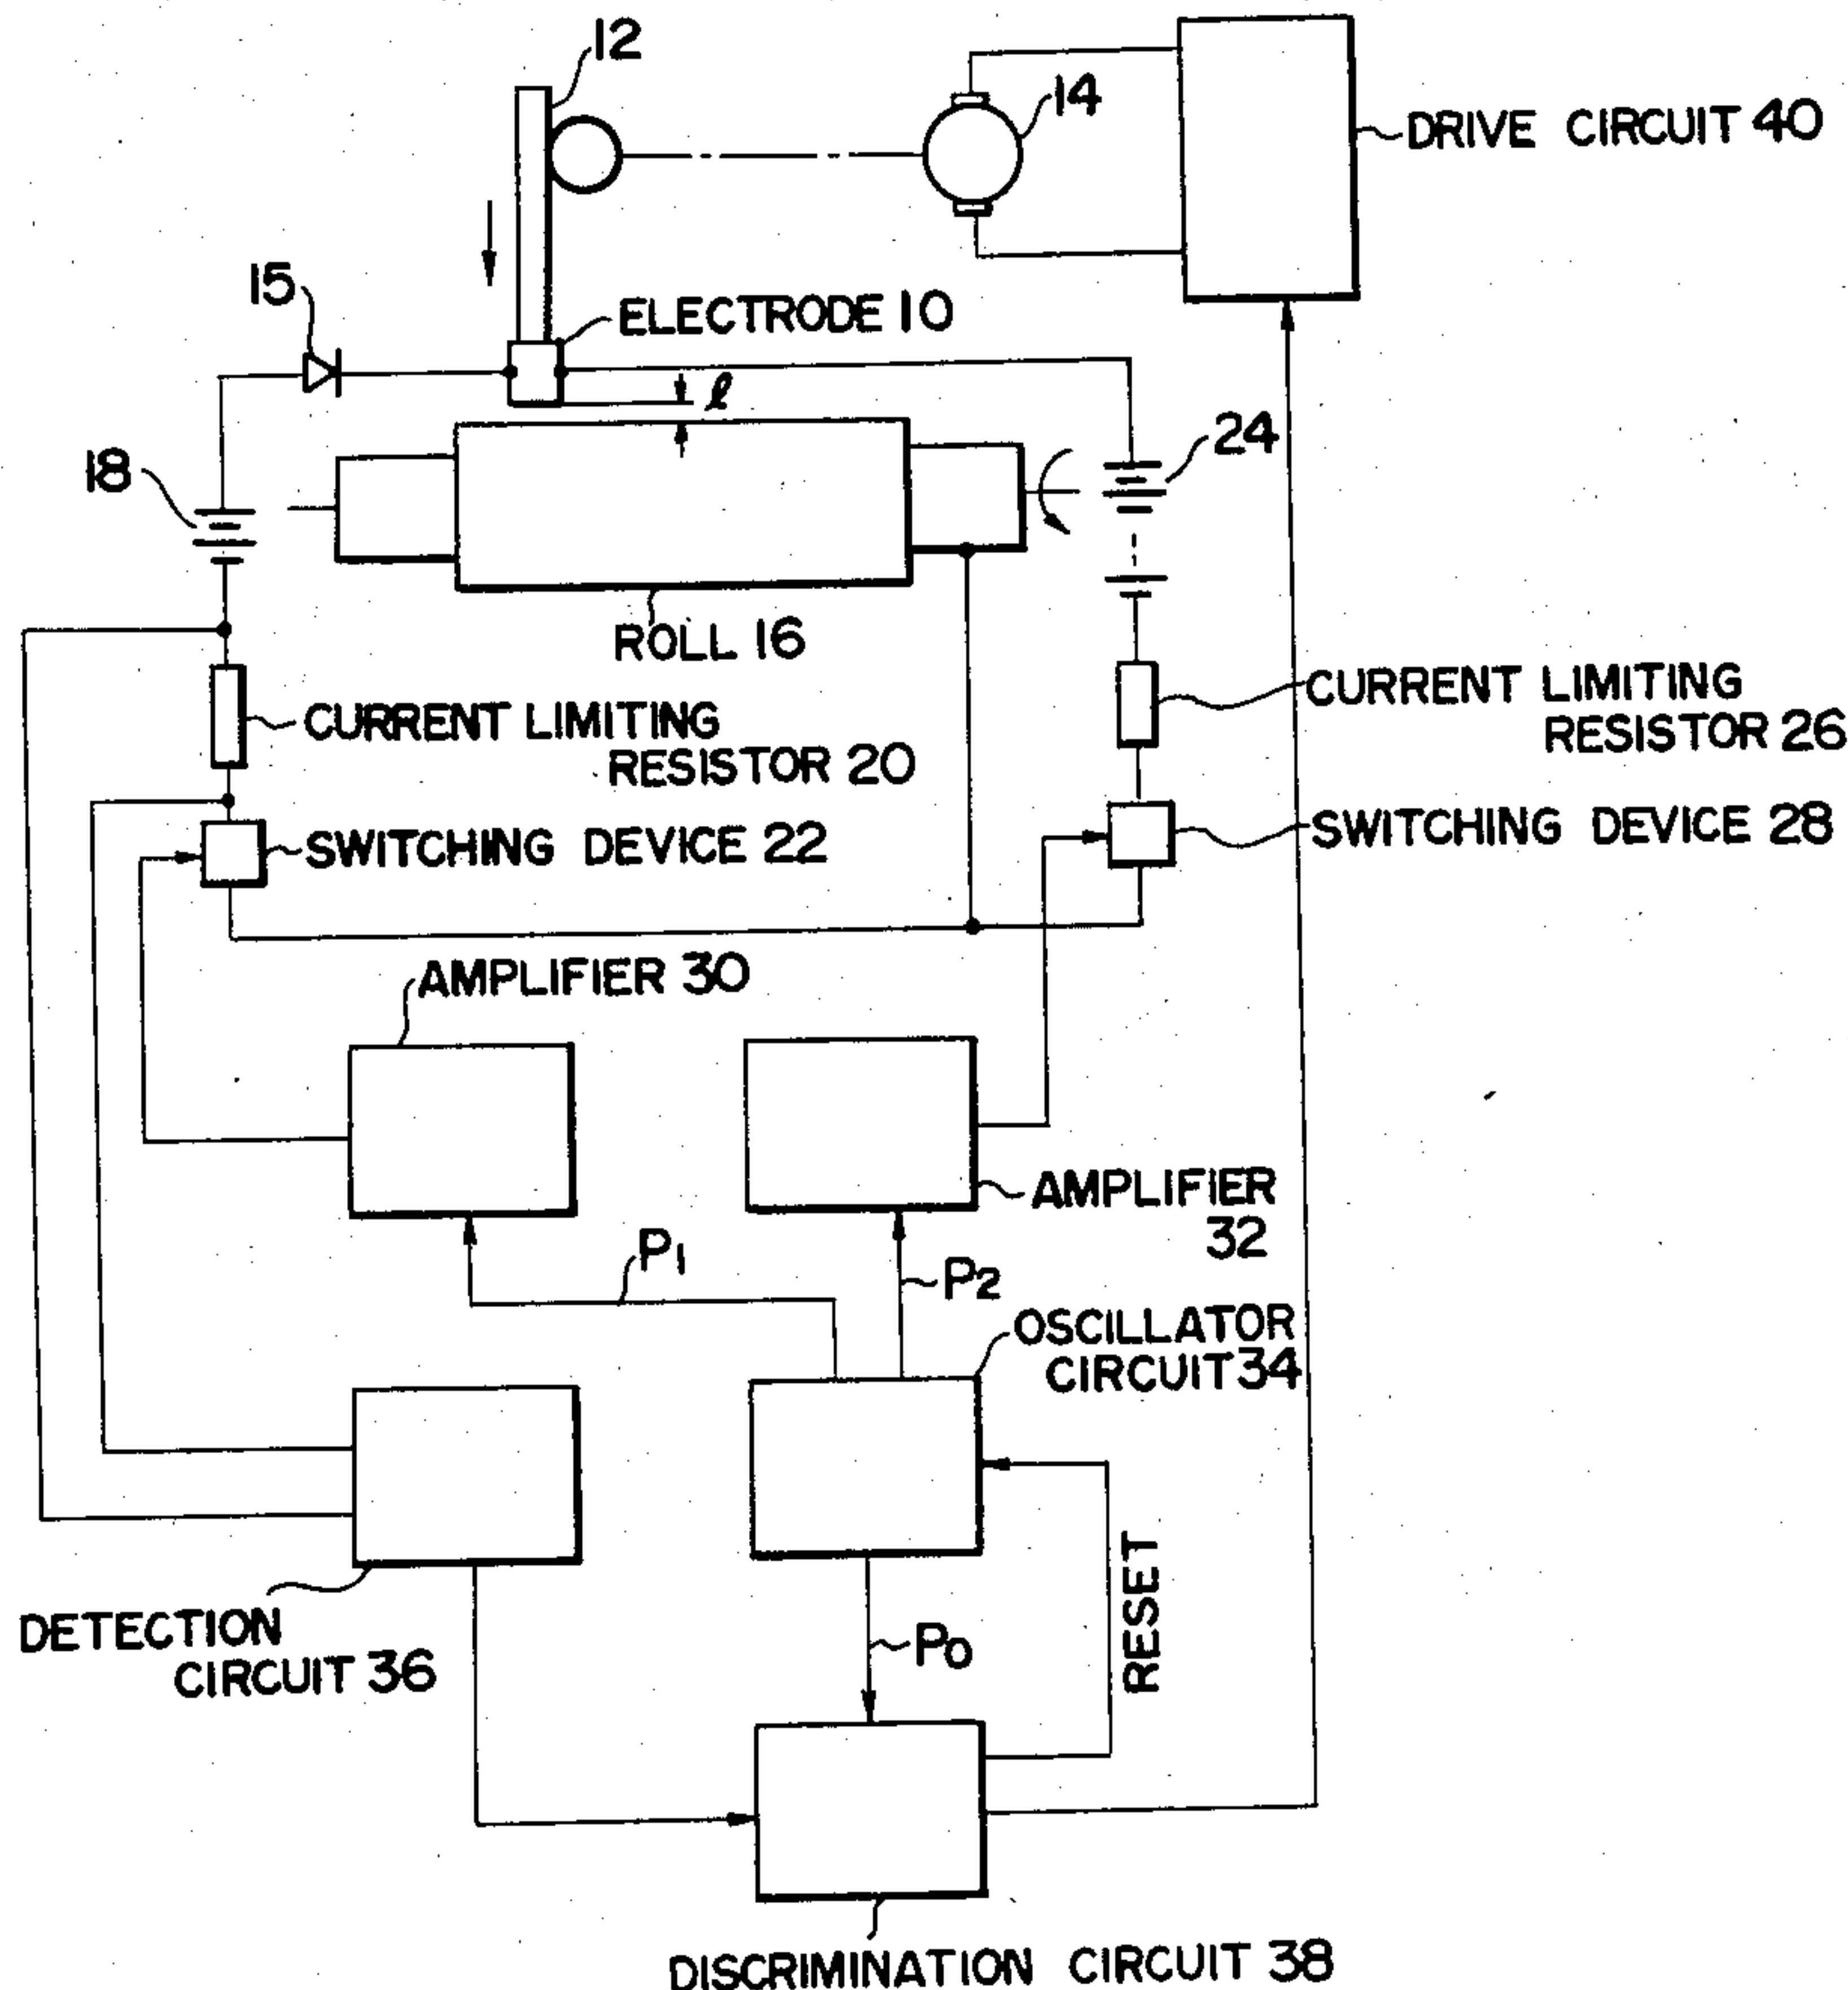 12
14
DRIVE CIRCUIT 40
15
ELECTRODE 10
ℓ
24
18
ROLL 16
CURRENT LIMITING
RESISTOR 26
CURRENT LIMITING
RESISTOR 20
SWITCHING DEVICE 28
SWITCHING DEVICE 22
AMPLIFIER 30
AMPLIFIER
32
P1
P2
OSCILLATOR
CIRCUIT 34
RESET
DETECTION
CIRCUIT 36
P0
DISCRIMINATION CIRCUIT 38